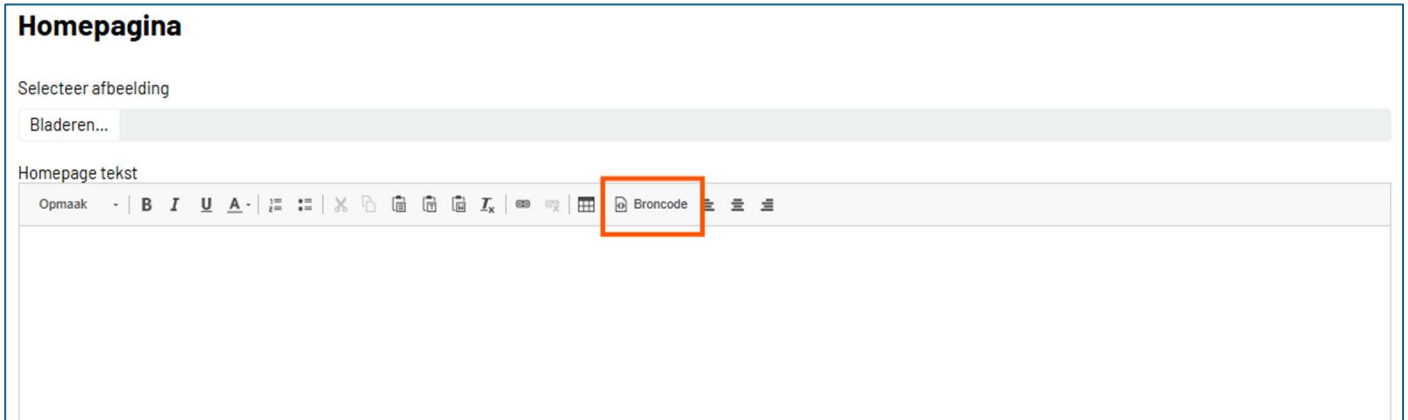 Homepagina
Selecteer afbeelding
Bladeren...
Homepage tekst
Opmaak B I U A Broncode